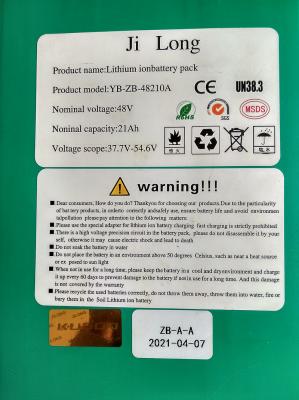 Ji Long
Product name:Lithium ionbattery pack
Product model:YB-ZB-48210A
CE UN38.3
Nominal voltage:48V
RoHS MSDS
Nominal capacity:21Ah
Voltage scope:37.7V-54.6V
warning!!!
■ Dear consumers, How do you do? Thankyou for choosing our products.Due to the particularity
of battery products, in orderto correctly andsafety use, ensure battery life and avoid environmen
talpollution please pay attention to the following matters:
■ Please use the special adapter for lithium ion battery charging fast charging is strictly prohibited
■ There is a high voltage precision circuit in the battery pack, please do not disassemble it by your
self, otherwise it may cause electric shock and lead to death
■ Do not soak the battery in water
■ Do not place the battery in an environment above 50 degrees Celsius, such as near a heat source
or ex posed to sun light
■ When not in use for a long time, please keep the battery in a cool and dryenvironment and charge
it up every 60 days to prevent damage to the battery if not in use for a long time. And this damage
is not covered by the warranty
■ Please recycle the used batteries correctly, do not throw them away, throw them into water, fire or
bury them in the Soil Lithium ion battery
ZB-A-A
2021-04-07